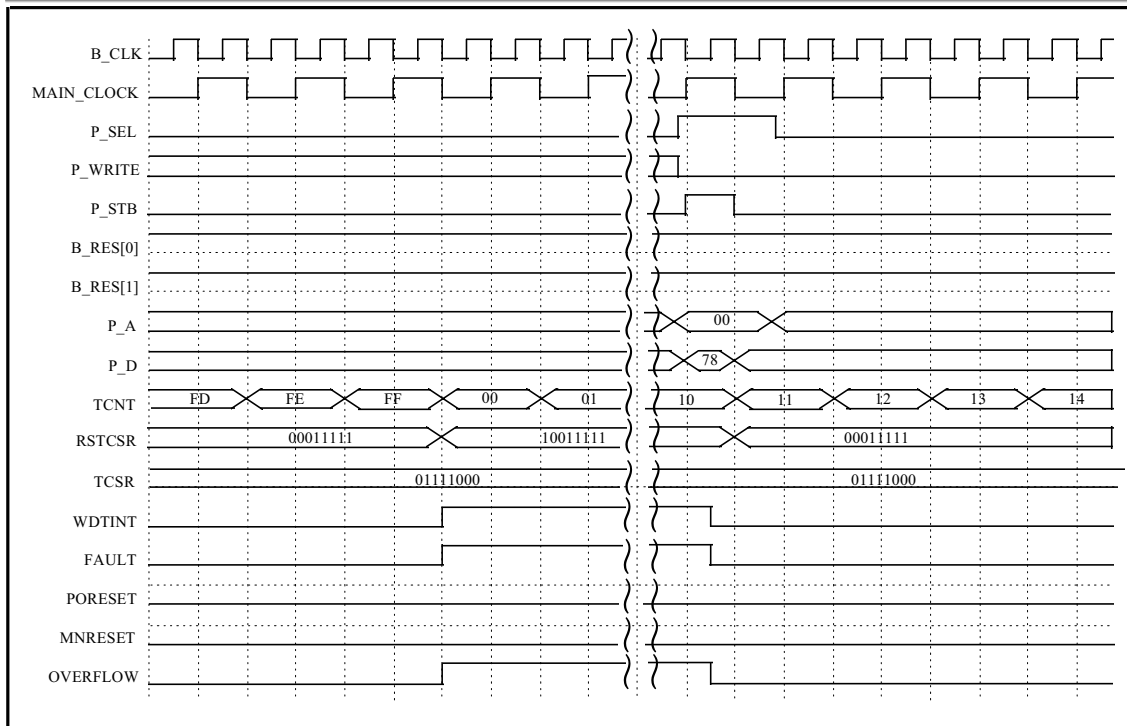 B_CLK
MAIN_CLOCK
P_SEL
P_WRITE
P_STB
B_RES[0]
B_RES[1]
P_A 00
P_D 78
TCNT FD FE FF 00 01 10 11 12 13 14
RSTCSR 00011111 10011111 00011111
TCSR 01111000 01111000
WDTINT
FAULT
PORESET
MNRESET
OVERFLOW